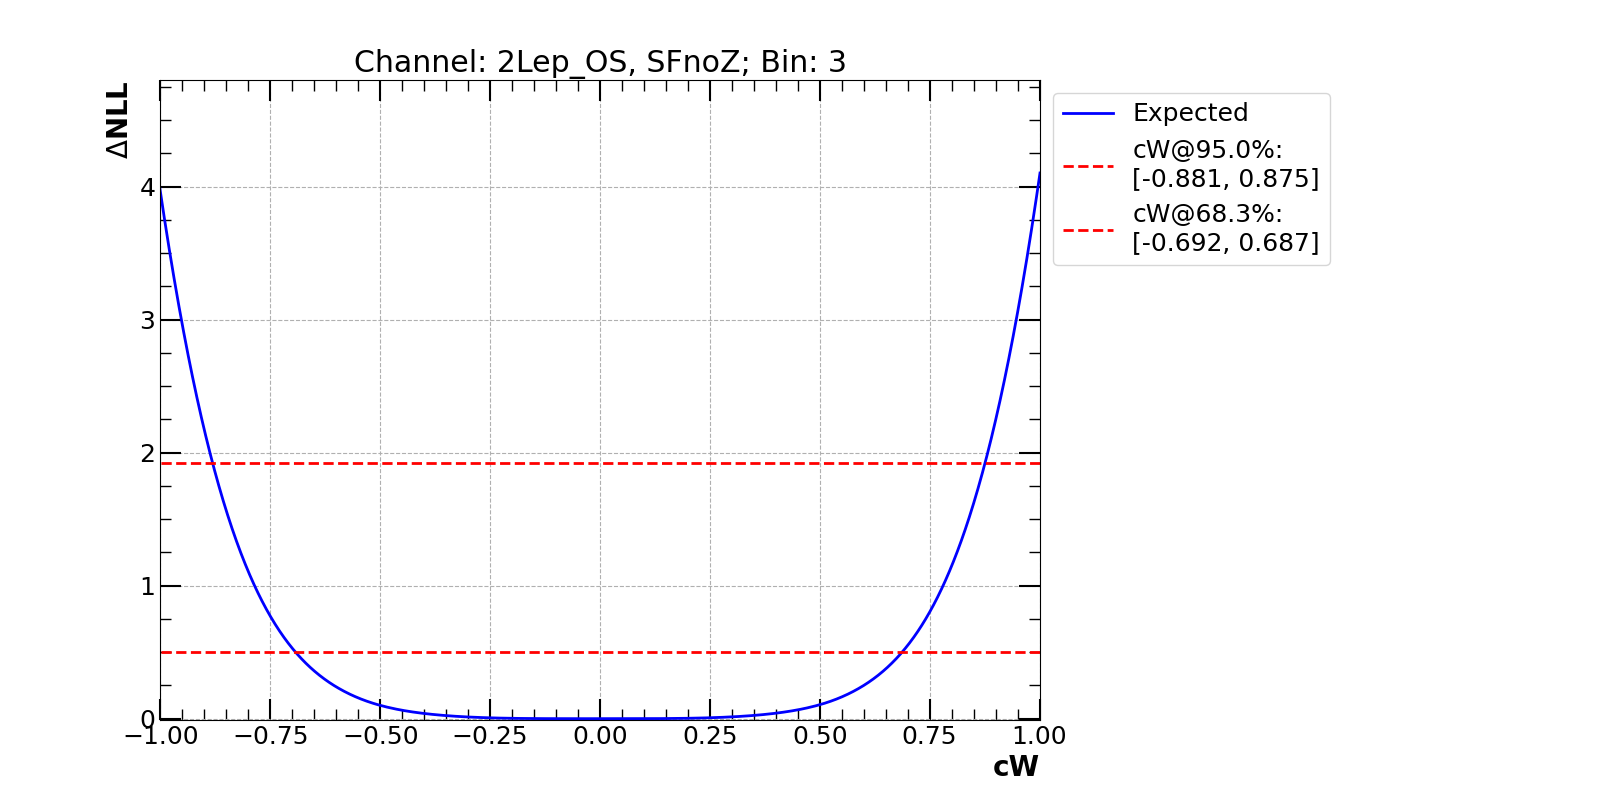 Channel: 2Lep_OS, SFnoZ; Bin: 3
ΔNLL
4
3
2
1
0
−1.00 −0.75 −0.50 −0.25 0.00 0.25 0.50 0.75 1.00
cW
Expected
cW@95.0%:
[-0.881, 0.875]
cW@68.3%:
[-0.692, 0.687]